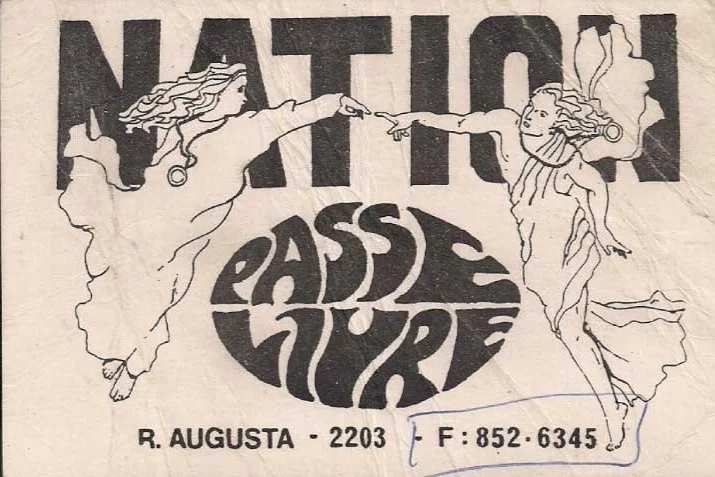 NATION
PASSE
LIVRE
R. AUGUSTA - 2203 - F: 852-6345